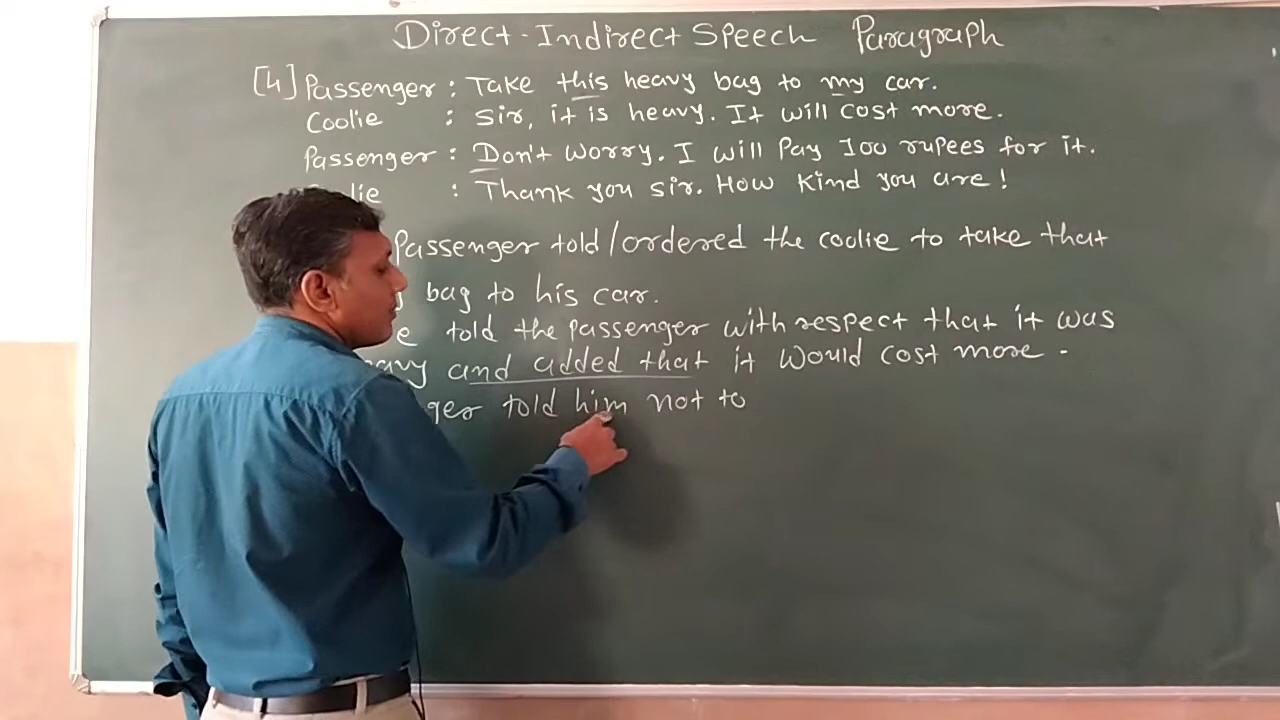 Direct-Indirect Speech Paragraph
[4] Passenger : Take this heavy bag to my car.
Coolie : Sir, it is heavy. It will cost more.
Passenger : Don't worry. I will pay 100 rupees for it.
: Thank you sir. How kind you are!
Passenger told/ordered the coolie to take that
bag to his car.
told the passenger with respect that it was
and added that it would cost more.
told him not to